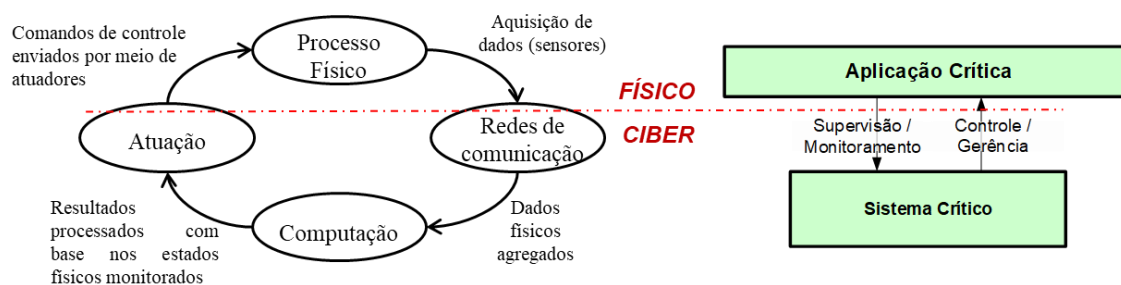 Comandos de controle
enviados por meio de
atuadores
Processo
Físico
Aquisição de
dados (sensores)
Aplicação Crítica
FÍSICO
CIBER
Atuação
Redes de
comunicação
Supervisão /
Monitoramento
Controle /
Gerência
Resultados
processados com
base nos estados
físicos monitorados
Computação
Dados
físicos
agregados
Sistema Crítico